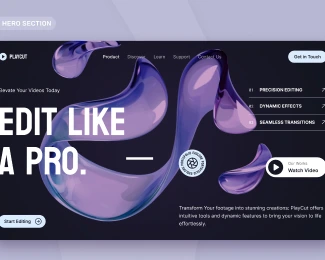 HERO SECTION
PLAYCUT
Product Discover Learn Support Contact Us
Get in Touch
Elevate Your Videos Today
EDIT LIKE
A PRO.
01 PRECISION EDITING
02 DYNAMIC EFFECTS
03 SEAMLESS TRANSITIONS
Our Works
Watch Video
Start Editing
Transform Your footage into stunning creations: PlayCut offers
intuitive tools and dynamic features to bring your vision to life
effortlessly.